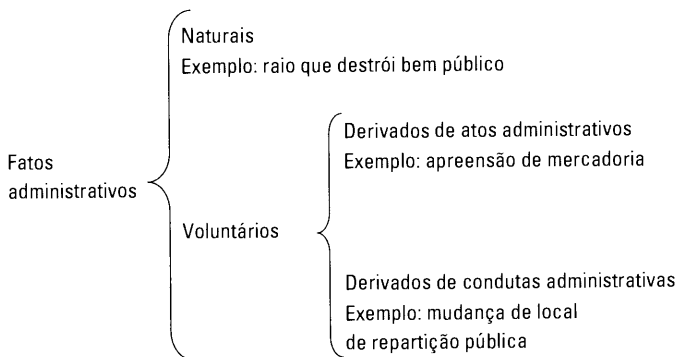 Naturais
Exemplo: raio que destrói bem público
Fatos
administrativos
Voluntários
Derivados de atos administrativos
Exemplo: apreensão de mercadoria
Derivados de condutas administrativas
Exemplo: mudança de local
de repartição pública